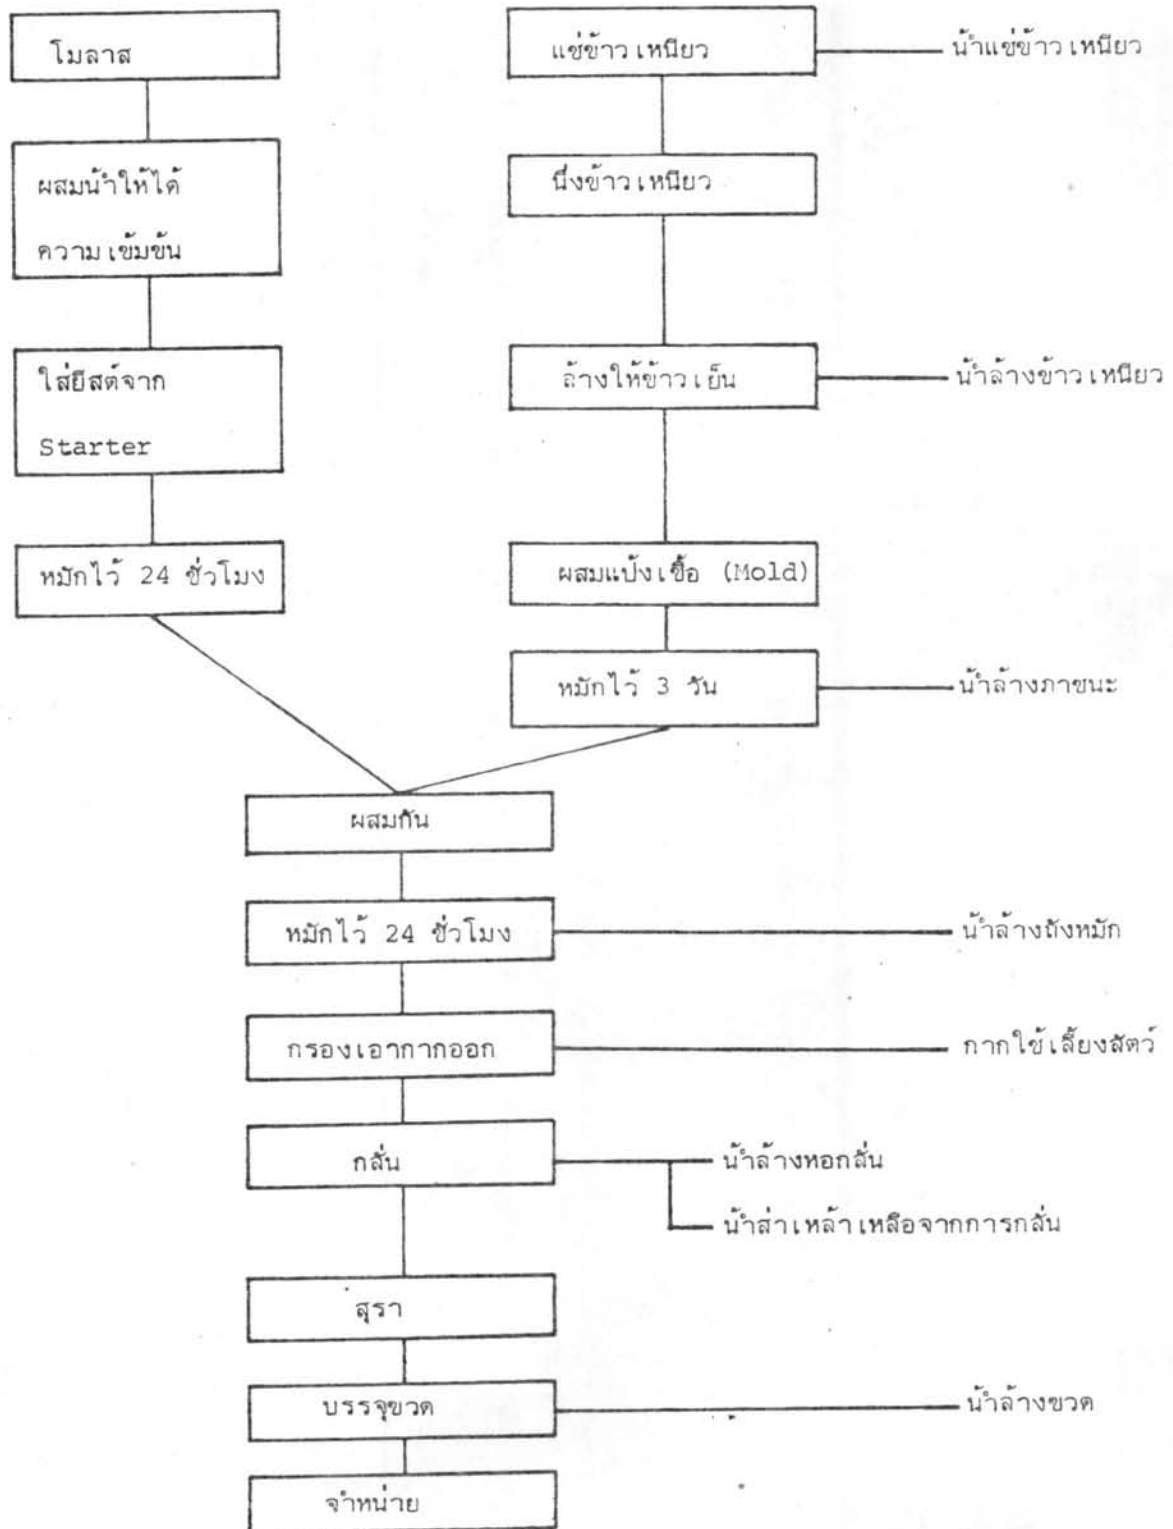 โมลาส
แช่ข้าวเหนียว
น้ำแช่ข้าวเหนียว
ผสมน้ำให้ได้
ความเข้มข้น
นึ่งข้าวเหนียว
ใส่ยีสต์จาก
Starter
ล้างให้ข้าวเย็น
น้ำล้างข้าวเหนียว
หมักไว้ 24 ชั่วโมง
ผสมแป้งเชื้อ (Mold)
หมักไว้ 3 วัน
น้ำล้างภาชนะ
ผสมกัน
หมักไว้ 24 ชั่วโมง
น้ำล้างถังหมัก
กรองเอากากออก
กากใช้เลี้ยงสัตว์
กลั่น
น้ำล้างหอกลั่น
น้ำส่าเหล้าเหลือจากการกลั่น
สุรา
บรรจุขวด
น้ำล้างขวด
จำหน่าย